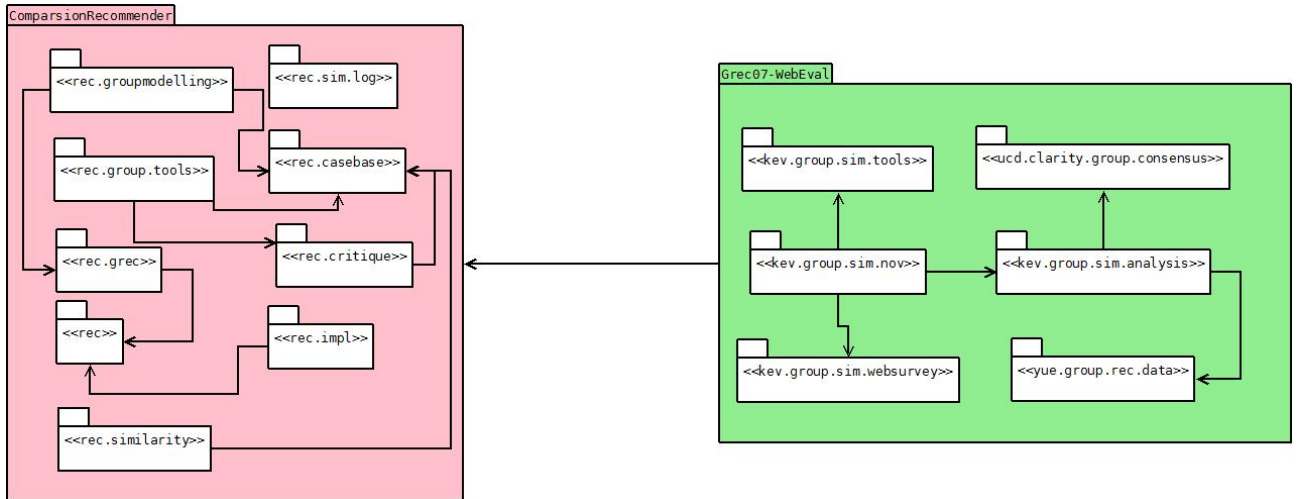 ComparsionRecommender
<<rec.groupmodelling>>
<<rec.sim.log>>
<<rec.group.tools>>
<<rec.casebase>>
<<rec.grec>>
<<rec.critique>>
<<rec>>
<<rec.impl>>
<<rec.similarity>>
Grec07-WebEval
<<kev.group.sim.tools>>
<<ucd.clarity.group.consensus>>
<<kev.group.sim.nov>>
<<kev.group.sim.analysis>>
<<kev.group.sim.websurvey>>
<<yue.group.rec.data>>